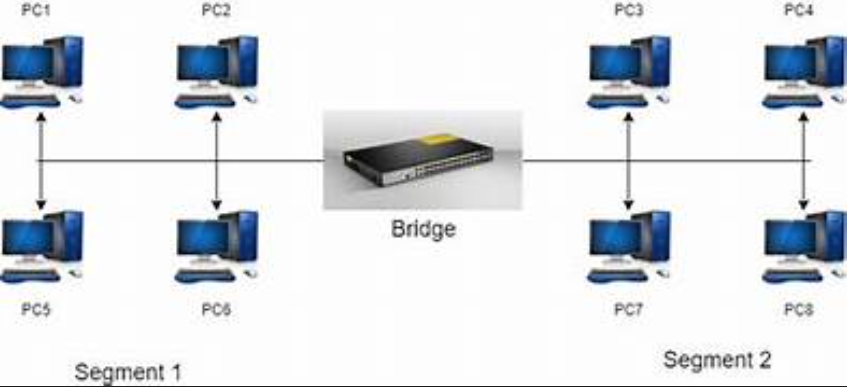 PC1
PC2
PC3
PC4
Bridge
PC5
PC6
PC7
PC8
Segment 1
Segment 2